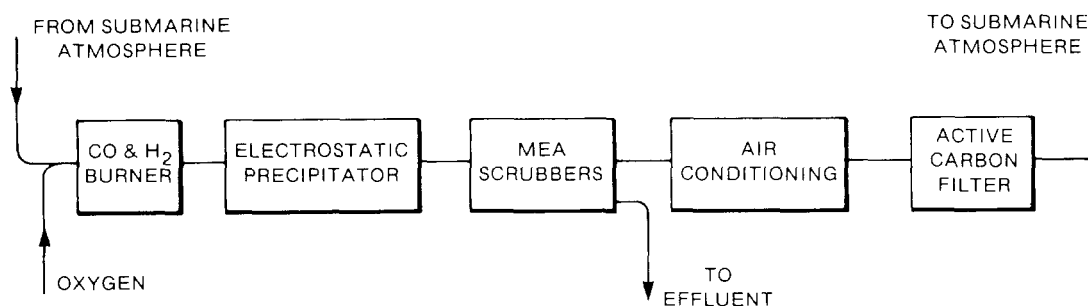 FROM SUBMARINE
ATMOSPHERE
TO SUBMARINE
ATMOSPHERE
CO & H2
BURNER
ELECTROSTATIC
PRECIPITATOR
MEA
SCRUBBERS
AIR
CONDITIONING
ACTIVE
CARBON
FILTER
OXYGEN
TO
EFFLUENT